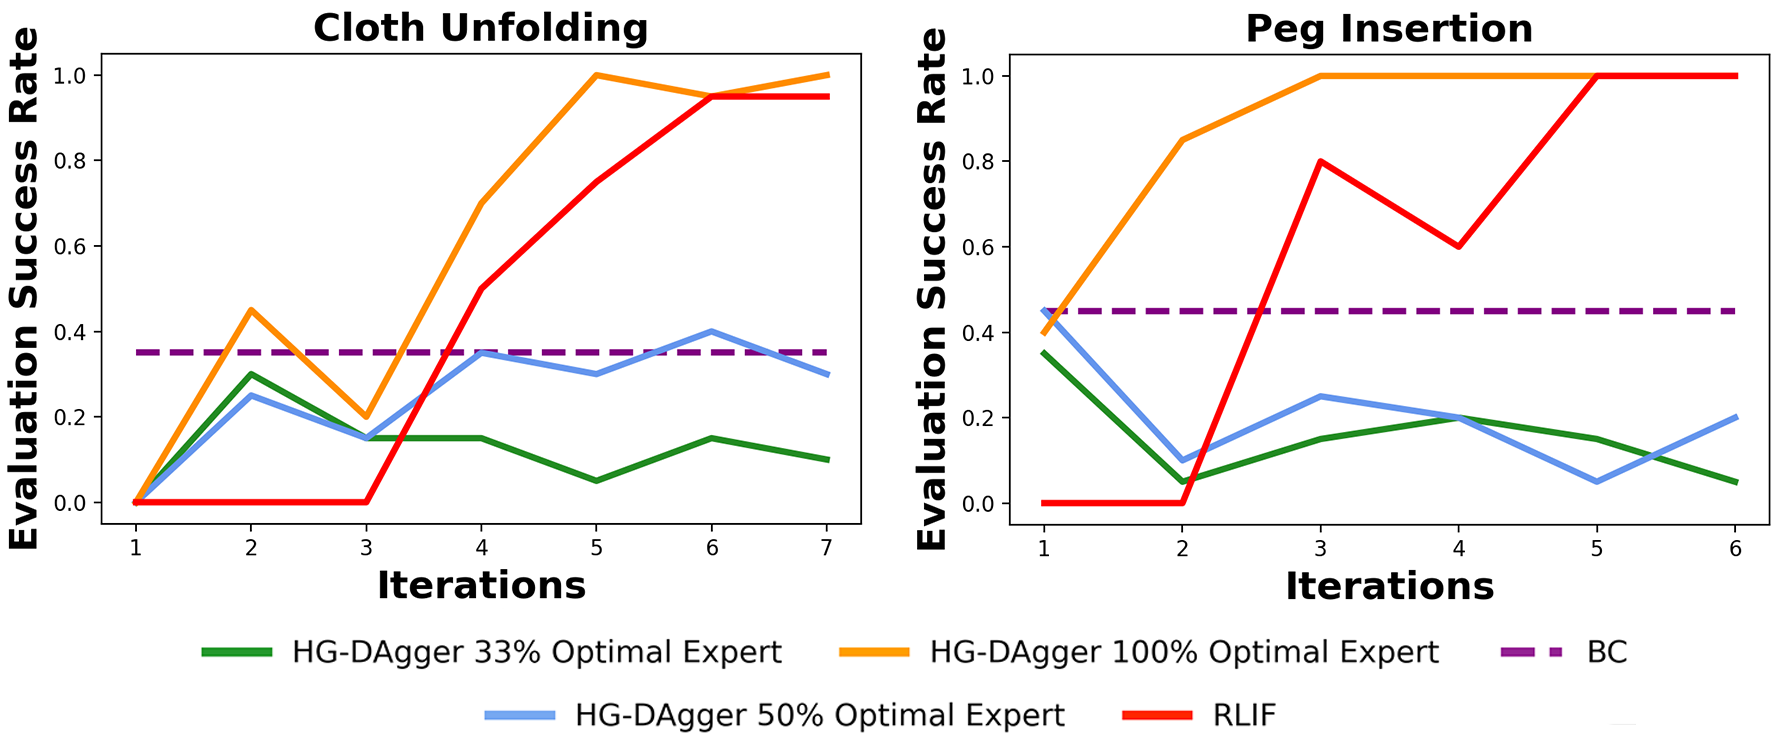 Cloth Unfolding
Evaluation Success Rate
1.0
0.8
0.6
0.4
0.2
0.0
1 2 3 4 5 6 7
Iterations
Peg Insertion
Evaluation Success Rate
1.0
0.8
0.6
0.4
0.2
0.0
1 2 3 4 5 6
Iterations
HG-DAgger 33% Optimal Expert HG-DAgger 100% Optimal Expert BC
HG-DAgger 50% Optimal Expert RLIF